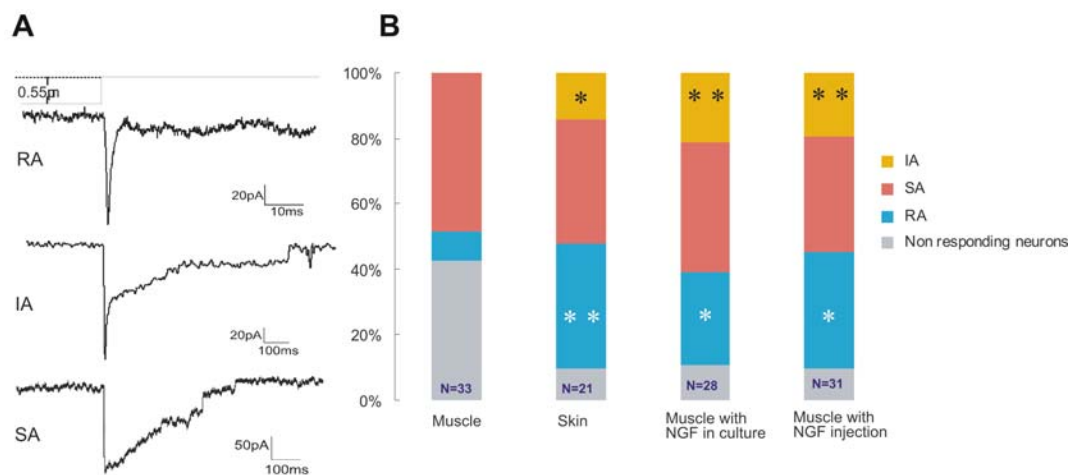 A
0.55µm
RA
20pA
10ms
IA
20pA
100ms
SA
50pA
100ms
B
100%
80%
60%
40%
20%
0%
* 
* *
* *
* *
*
*
N=33
N=21
N=28
N=31
Muscle
Skin
Muscle with
NGF in culture
Muscle with
NGF injection
IA
SA
RA
Non responding neurons